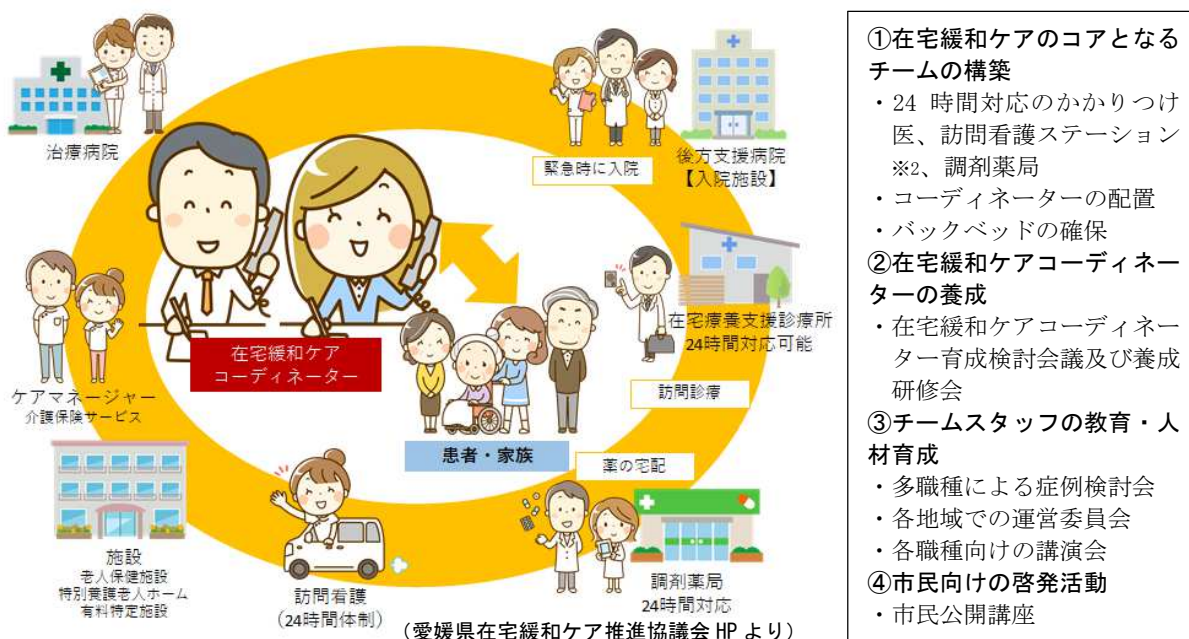 治療病院
緊急時に入院
後方支援病院
【入院施設】
在宅緩和ケア
コーディネーター
在宅療養支援診療所
24時間対応可能
訪問診療
ケアマネージャー
介護保険サービス
患者・家族
薬の宅配
施設
老人保健施設
特別養護老人ホーム
有料特定施設
訪問看護
(24時間体制)
調剤薬局
24時間対応
(愛媛県在宅緩和ケア推進協議会 HP より)
①在宅緩和ケアのコアとなる
チームの構築
・24 時間対応のかかりつけ
医、訪問看護ステーション
※2、調剤薬局
・コーディネーターの配置
・バックベッドの確保
②在宅緩和ケアコーディネー
ターの養成
・在宅緩和ケアコーディネー
ター育成検討会議及び養成
研修会
③チームスタッフの教育・人
材育成
・多職種による症例検討会
・各地域での運営委員会
・各職種向けの講演会
④市民向けの啓発活動
・市民公開講座